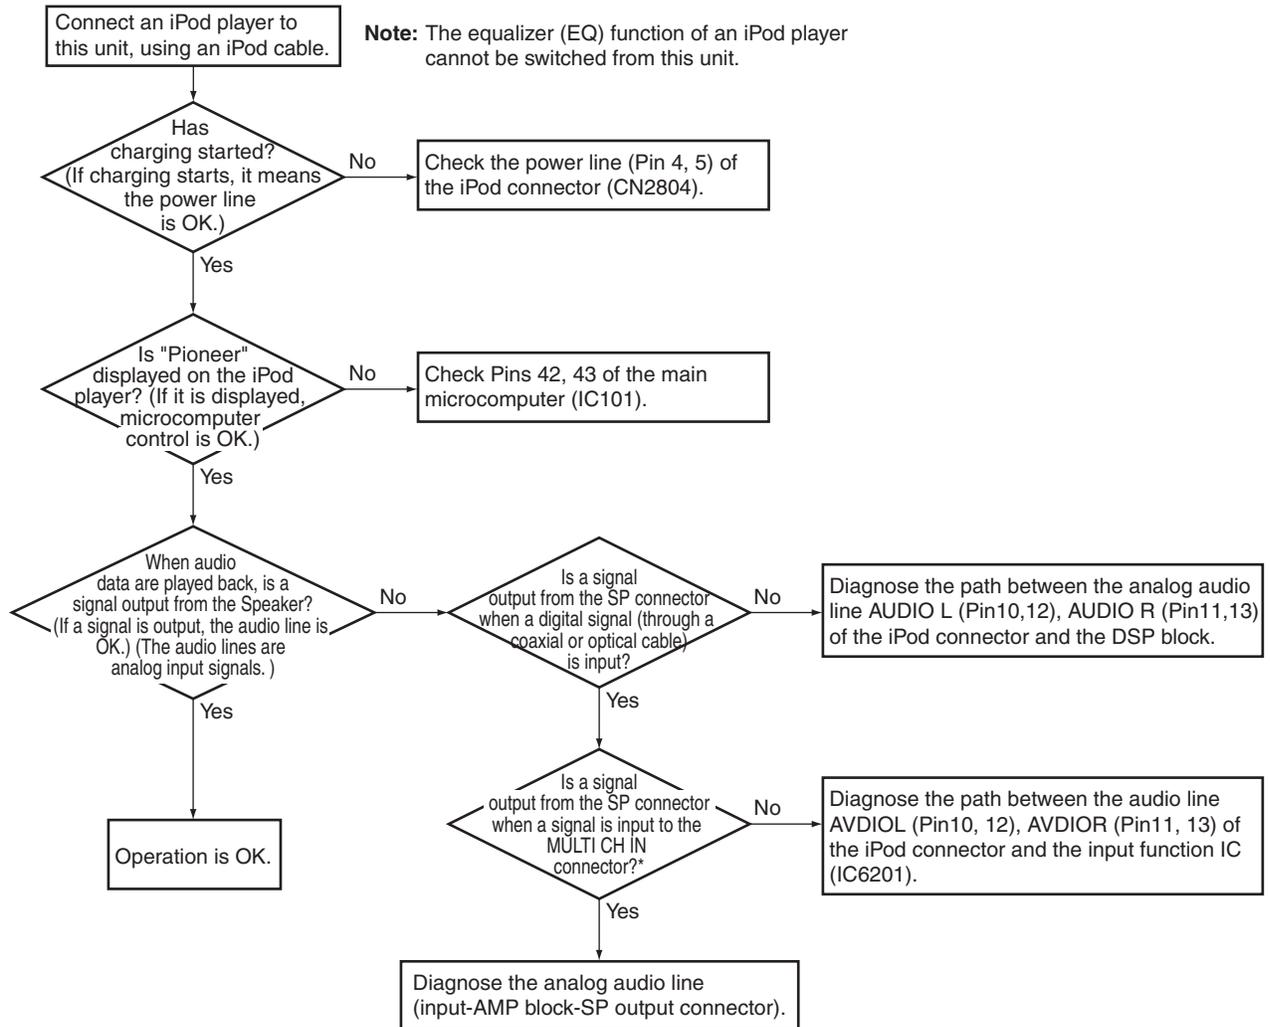 Connect an iPod player to
this unit, using an iPod cable.
Note: The equalizer (EQ) function of an iPod player
cannot be switched from this unit.
Has
charging started?
(If charging starts, it means
the power line
is OK.)
No
Check the power line (Pin 4, 5) of
the iPod connector (CN2804).
Yes
Is "Pioneer"
displayed on the iPod
player? (If it is displayed,
microcomputer
control is OK.)
No
Check Pins 42, 43 of the main
microcomputer (IC101).
Yes
When audio
data are played back, is a
signal output from the Speaker?
(If a signal is output, the audio line is
OK.) (The audio lines are
analog input signals. )
No
Is a signal
output from the SP connector
when a digital signal (through a
coaxial or optical cable)
is input?
No
Diagnose the path between the analog audio
line AUDIO L (Pin10,12), AUDIO R (Pin11,13)
of the iPod connector and the DSP block.
Yes
Yes
Is a signal
output from the SP connector
when a signal is input to the
MULTI CH IN
connector?*
No
Diagnose the path between the audio line
AVDIOL (Pin10, 12), AVDIOR (Pin11, 13) of
the iPod connector and the input function IC
(IC6201).
Operation is OK.
Yes
Diagnose the analog audio line
(input-AMP block-SP output connector).